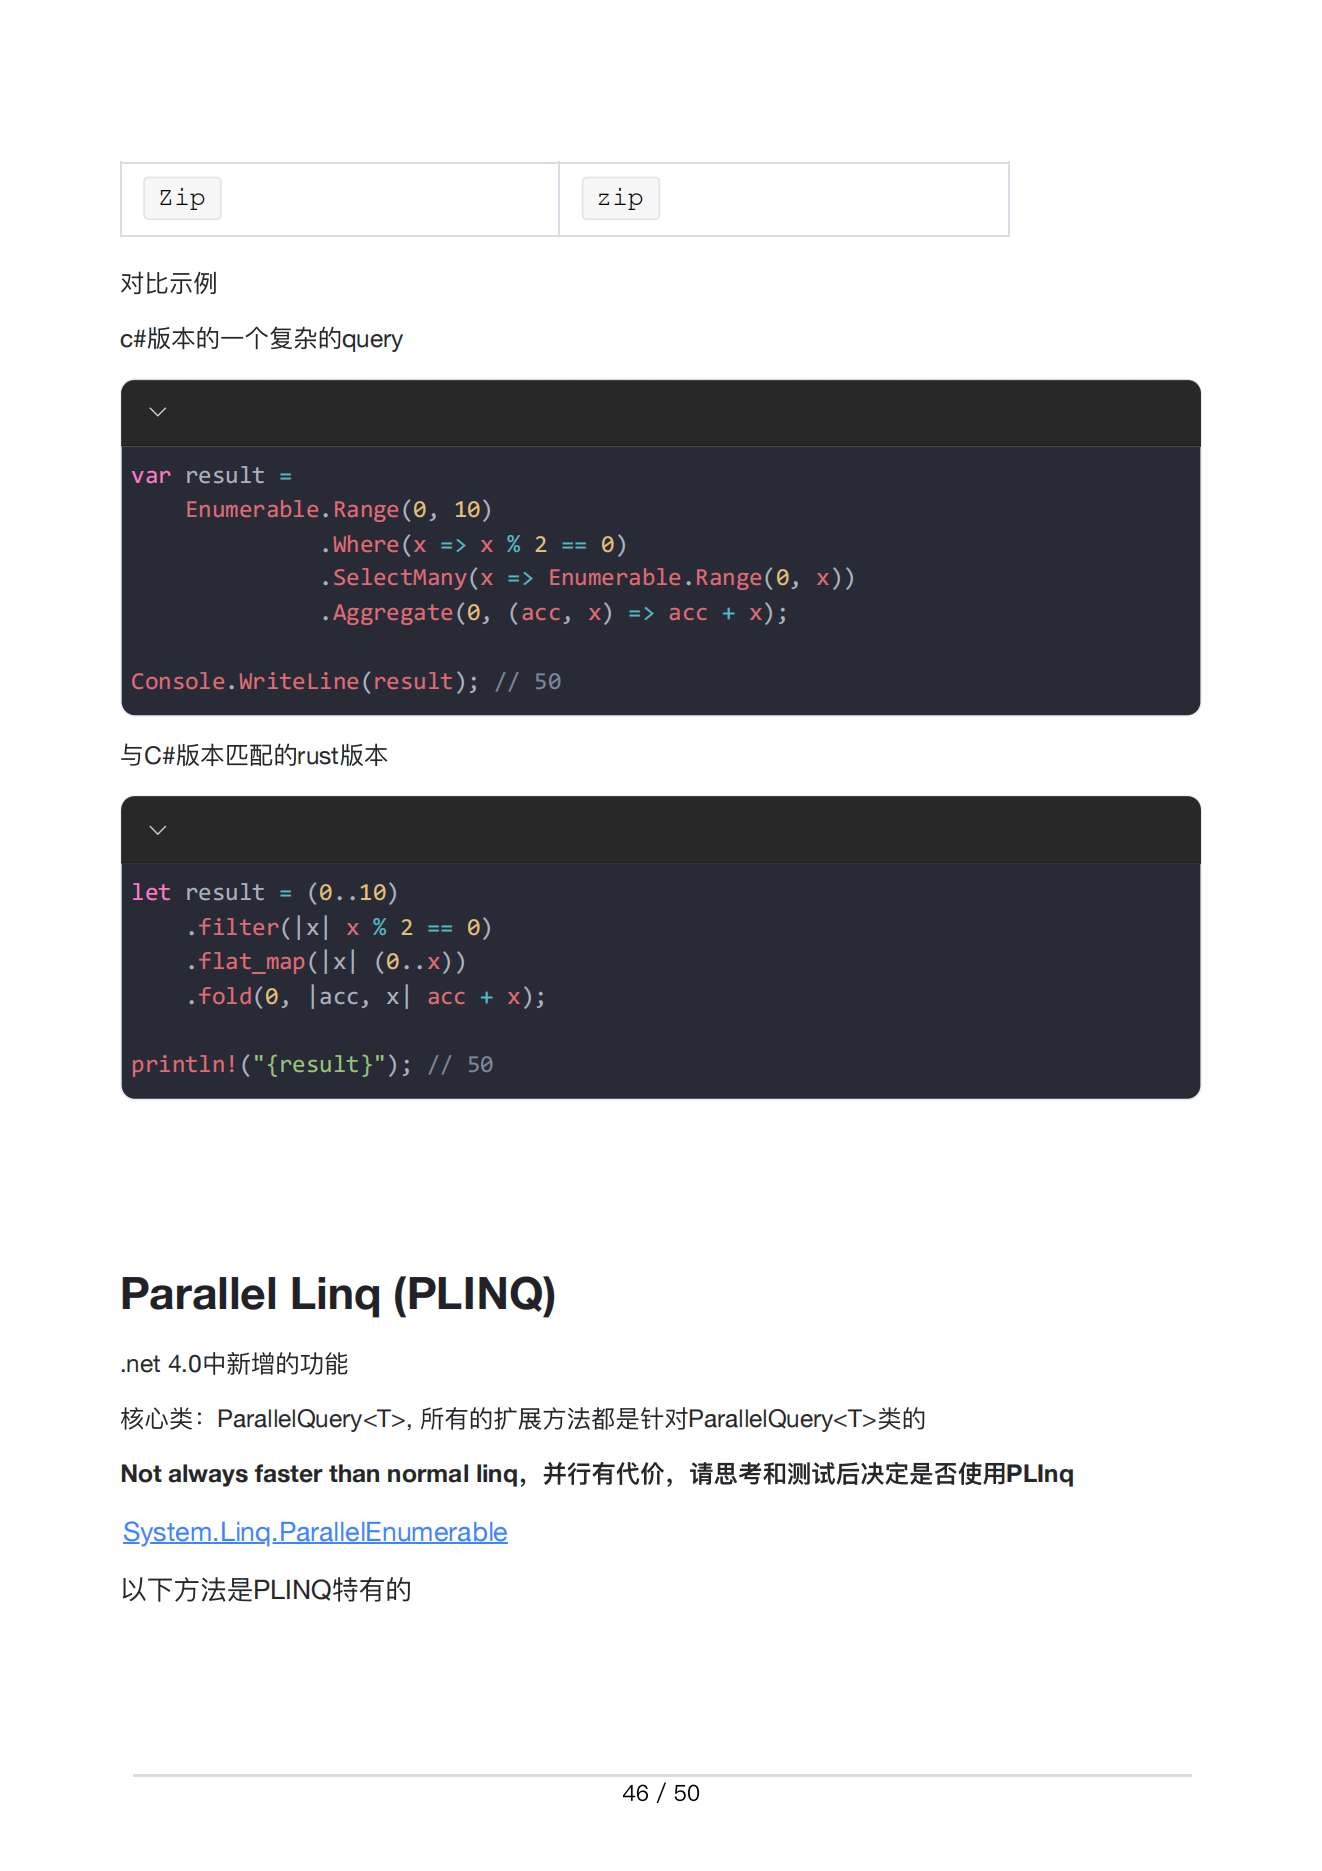 Zip zip
对比示例
c#版本的一个复杂的query
var result =
    Enumerable.Range(0, 10)
              .Where(x => x % 2 == 0)
              .SelectMany(x => Enumerable.Range(0, x))
              .Aggregate(0, (acc, x) => acc + x);
Console.WriteLine(result); // 50
与C#版本匹配的rust版本
let result = (0..10)
    .filter(|x| x % 2 == 0)
    .flat_map(|x| (0..x))
    .fold(0, |acc, x| acc + x);
println!("{result}"); // 50
Parallel Linq (PLINQ)
.net 4.0中新增的功能
核心类：ParallelQuery<T>, 所有的扩展方法都是针对ParallelQuery<T>类的
Not always faster than normal linq，并行有代价，请思考和测试后决定是否使用PLInq
System.Linq.ParallelEnumerable
以下方法是PLINQ特有的
46 / 50